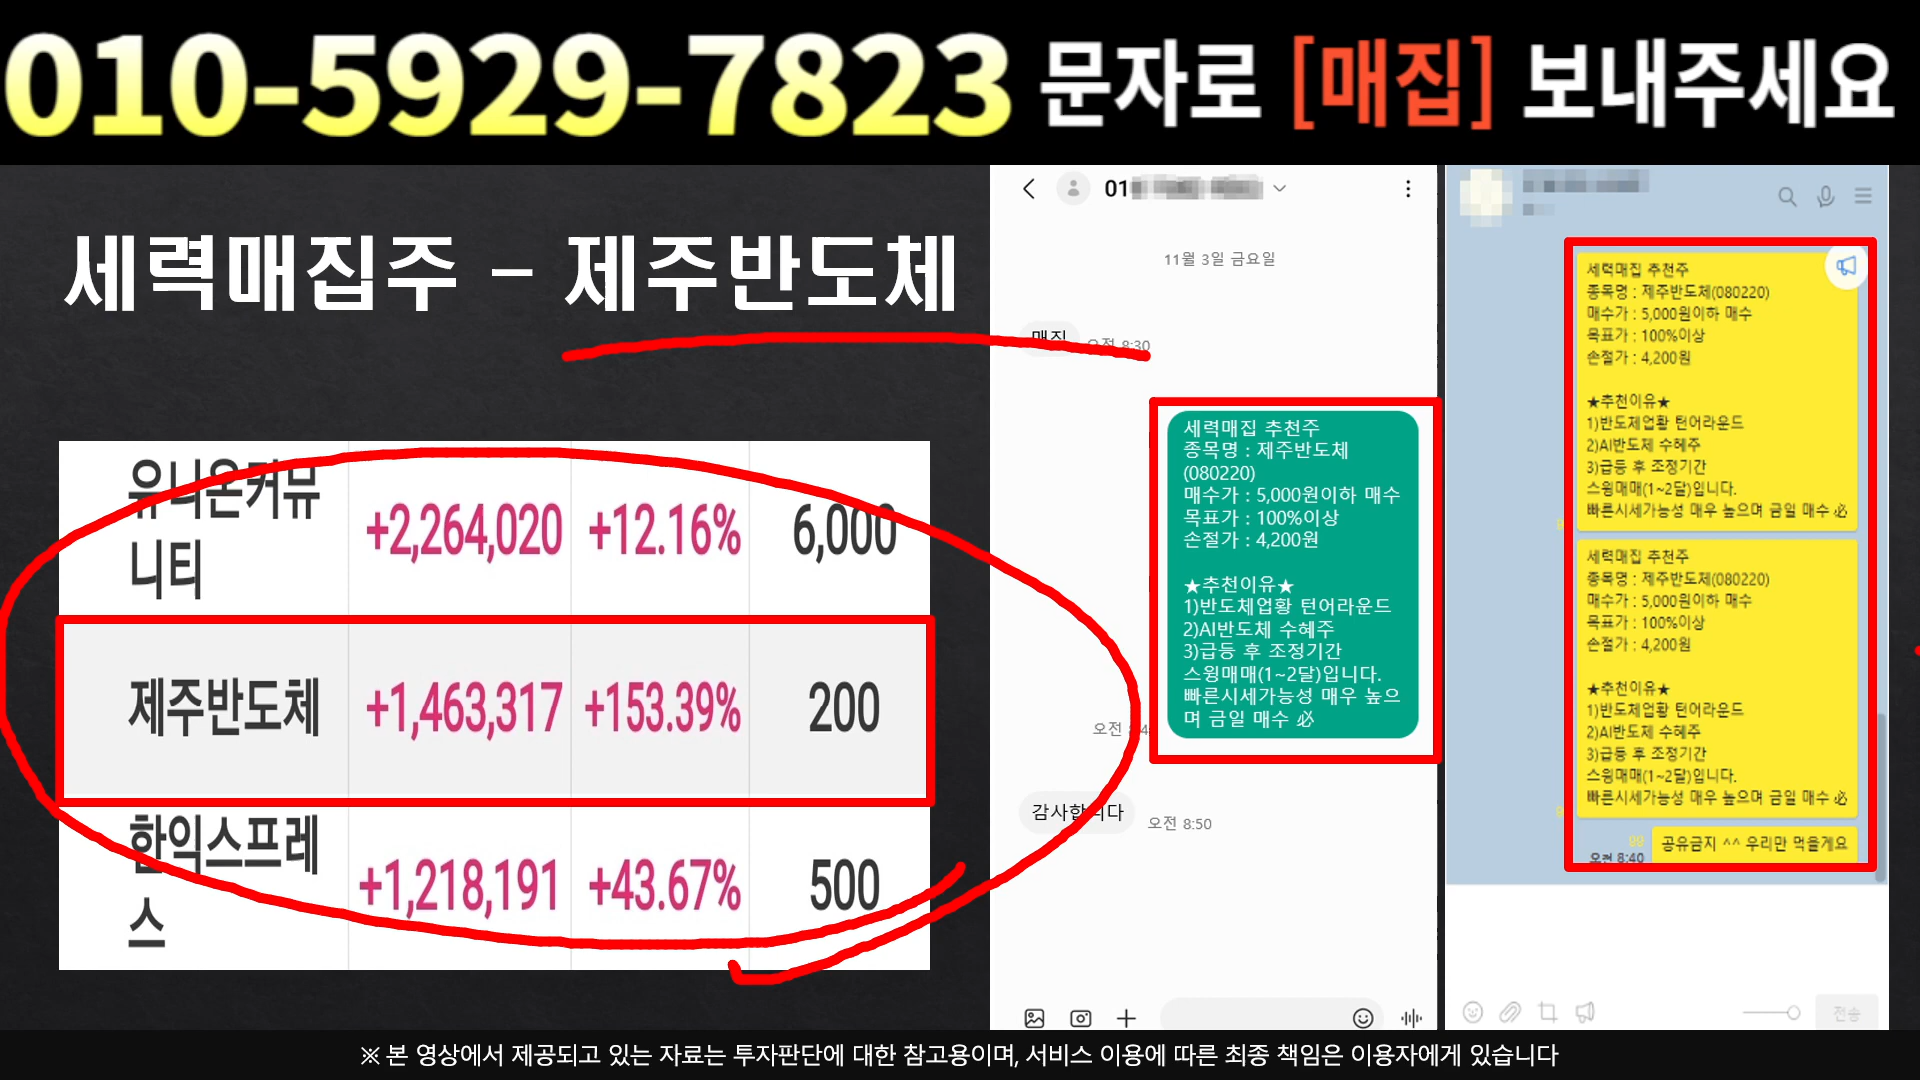 010-5929-7823 문자로 [매집] 보내주세요
세력매집주 - 제주반도체
유니온커뮤
니티
+2,264,020 +12.16% 6,000
제주반도체 +1,463,317 +153.39% 200
한익스프레
스
+1,218,191 +43.67% 500
01
11월 3일 금요일
매집
오전 8:30
세력매집 추천주
종목명 : 제주반도체
(080220)
매수가 : 5,000원이하 매수
목표가 : 100%이상
손절가 : 4,200원
★추천이유★
1)반도체업황 턴어라운드
2)AI반도체 수혜주
3)급등 후 조정기간
스윙매매(1~2달)입니다.
빠른시세가능성 매우 높으
며 금일 매수 必
오전
감사합니다
오전 8:50
세력매집 추천주
종목명 : 제주반도체(080220)
매수가 : 5,000원이하 매수
목표가 : 100%이상
손절가 : 4,200원
★추천이유★
1)반도체업황 턴어라운드
2)AI반도체 수혜주
3)급등 후 조정기간
스윙매매(1~2달)입니다.
빠른시세가능성 매우 높으며 금일 매수 必
세력매집 추천주
종목명 : 제주반도체(080220)
매수가 : 5,000원이하 매수
목표가 : 100%이상
손절가 : 4,200원
★추천이유★
1)반도체업황 턴어라운드
2)AI반도체 수혜주
3)급등 후 조정기간
스윙매매(1~2달)입니다.
빠른시세가능성 매우 높으며 금일 매수 必
오전 8:40
공유금지 ^^ 우리만 먹을게요
전송
※ 본 영상에서 제공되고 있는 자료는 투자판단에 대한 참고용이며, 서비스 이용에 따른 최종 책임은 이용자에게 있습니다